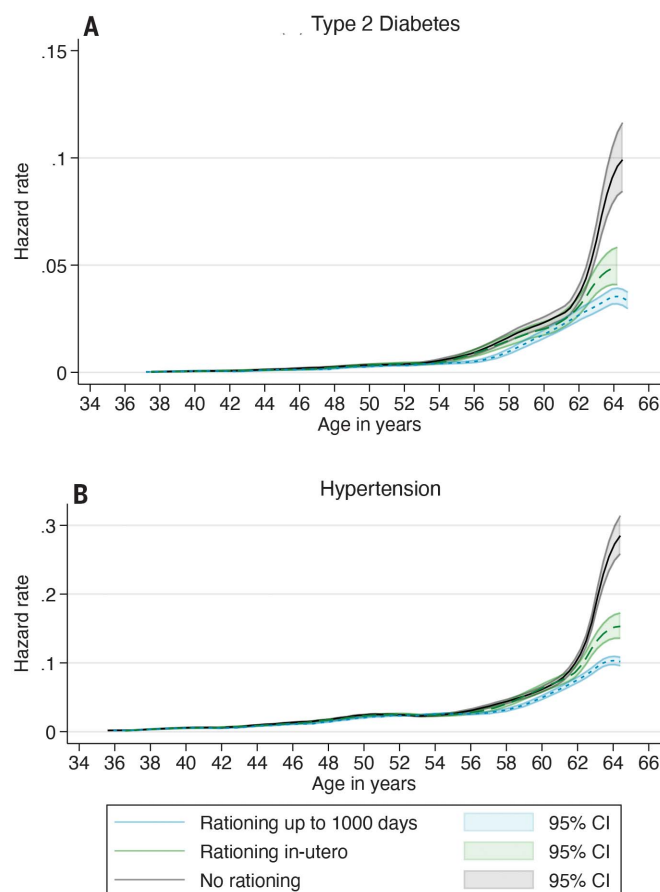 A
Type 2 Diabetes
.15
.1
.05
0
Hazard rate
34 36 38 40 42 44 46 48 50 52 54 56 58 60 62 64 66
Age in years
B
Hypertension
.3
.2
.1
0
Hazard rate
34 36 38 40 42 44 46 48 50 52 54 56 58 60 62 64 66
Age in years
Rationing up to 1000 days 95% CI
Rationing in-utero 95% CI
No rationing 95% CI